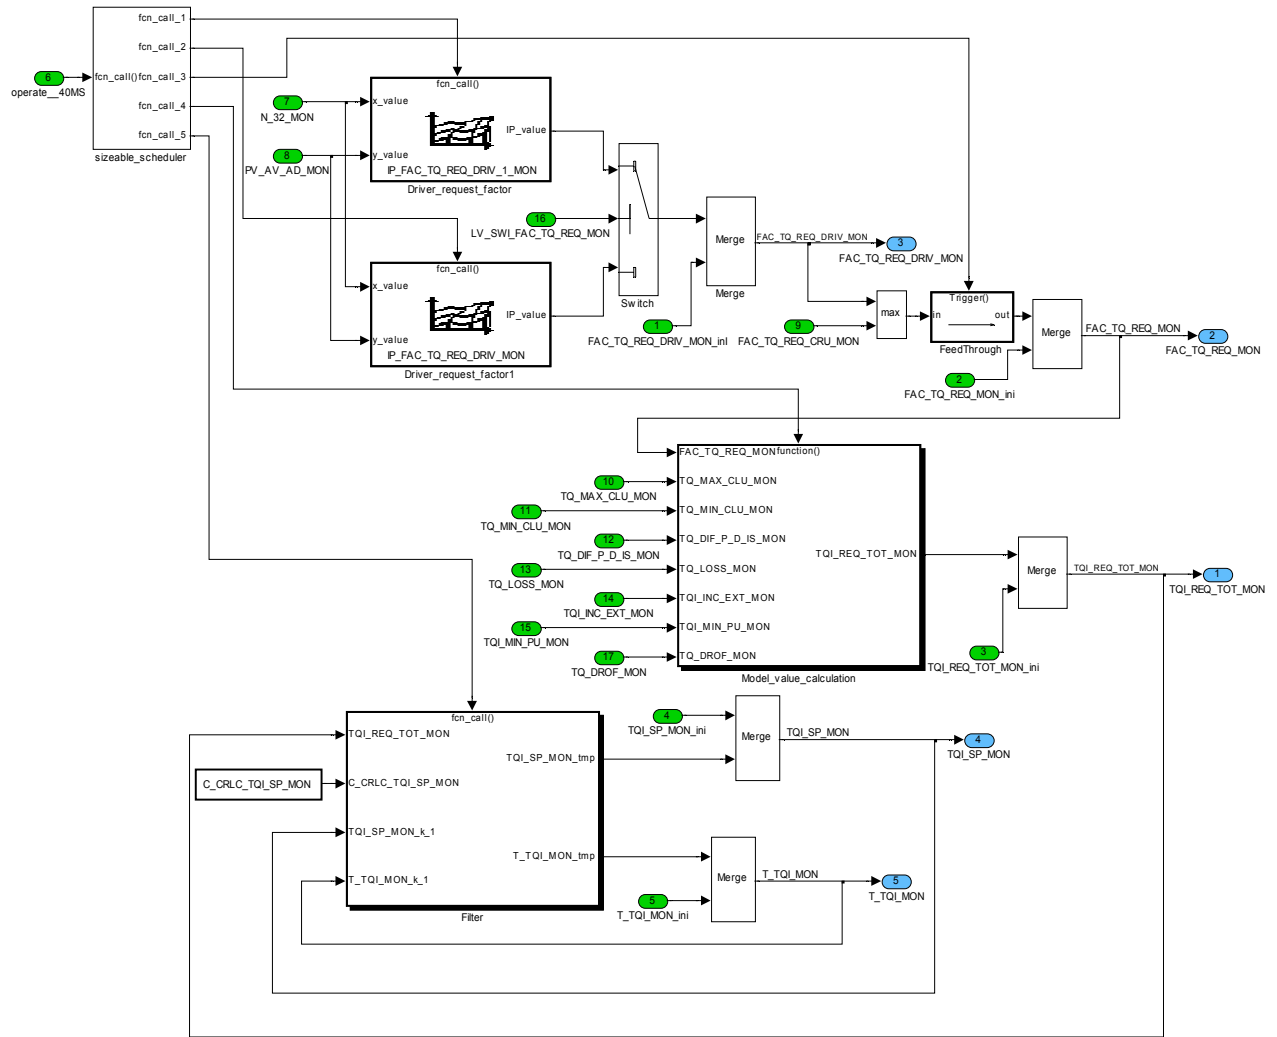 fcn_call_1
fcn_call_2
fcn_call() fcn_call_3
fcn_call_4
fcn_call_5
sizeable_scheduler
6
operate__40MS
7
N_32_MON
8
PV_AV_AD_MON
fcn_call()
x_value
IP_value
y_value
IP_FAC_TQ_REQ_DRIV_1_MON
Driver_request_factor
16
LV_SWI_FAC_TQ_REQ_MON
fcn_call()
x_value
IP_value
y_value
IP_FAC_TQ_REQ_DRIV_MON
Driver_request_factor1
Switch
1
FAC_TQ_REQ_DRIV_MON_inI
Merge
Merge
FAC_TQ_REQ_DRIV_MON
3
FAC_TQ_REQ_DRIV_MON
9
FAC_TQ_REQ_CRU_MON
max
Trigger()
in
out
FeedThrough
2
FAC_TQ_REQ_MON_ini
Merge
FAC_TQ_REQ_MON
2
FAC_TQ_REQ_MON
10
TQ_MAX_CLU_MON
11
TQ_MIN_CLU_MON
12
TQ_DIF_P_D_IS_MON
13
TQ_LOSS_MON
14
TQI_INC_EXT_MON
15
TQI_MIN_PU_MON
17
TQ_DROF_MON
FAC_TQ_REQ_MON function()
TQ_MAX_CLU_MON
TQ_MIN_CLU_MON
TQ_DIF_P_D_IS_MON
TQI_REQ_TOT_MON
TQ_LOSS_MON
TQI_INC_EXT_MON
TQI_MIN_PU_MON
TQ_DROF_MON
Model_value_calculation
3
TQI_REQ_TOT_MON_ini
Merge
TQI_REQ_TOT_MON
1
TQI_REQ_TOT_MON
C_CRLC_TQI_SP_MON
fcn_call()
TQI_REQ_TOT_MON
TQI_SP_MON_tmp
C_CRLC_TQI_SP_MON
TQI_SP_MON_k_1
T_TQI_MON_tmp
T_TQI_MON_k_1
Filter
4
TQI_SP_MON_ini
Merge
TQI_SP_MON
4
TQI_SP_MON
5
T_TQI_MON_ini
Merge
T_TQI_MON
5
T_TQI_MON